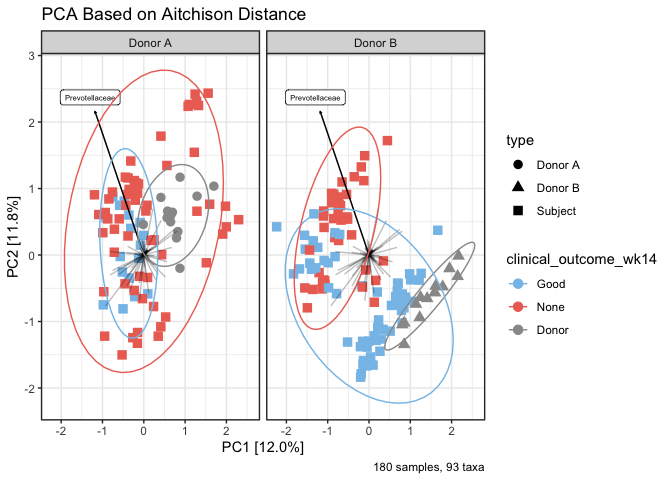 PCA Based on Aitchison Distance
Donor A
Donor B
Prevotellaceae
Prevotellaceae
3
2
1
0
-1
-2
PC2 [11.8%]
-2 -1 0 1 2
-2 -1 0 1 2
PC1 [12.0%]
type
Donor A
Donor B
Subject
clinical_outcome_wk14
Good
None
Donor
180 samples, 93 taxa